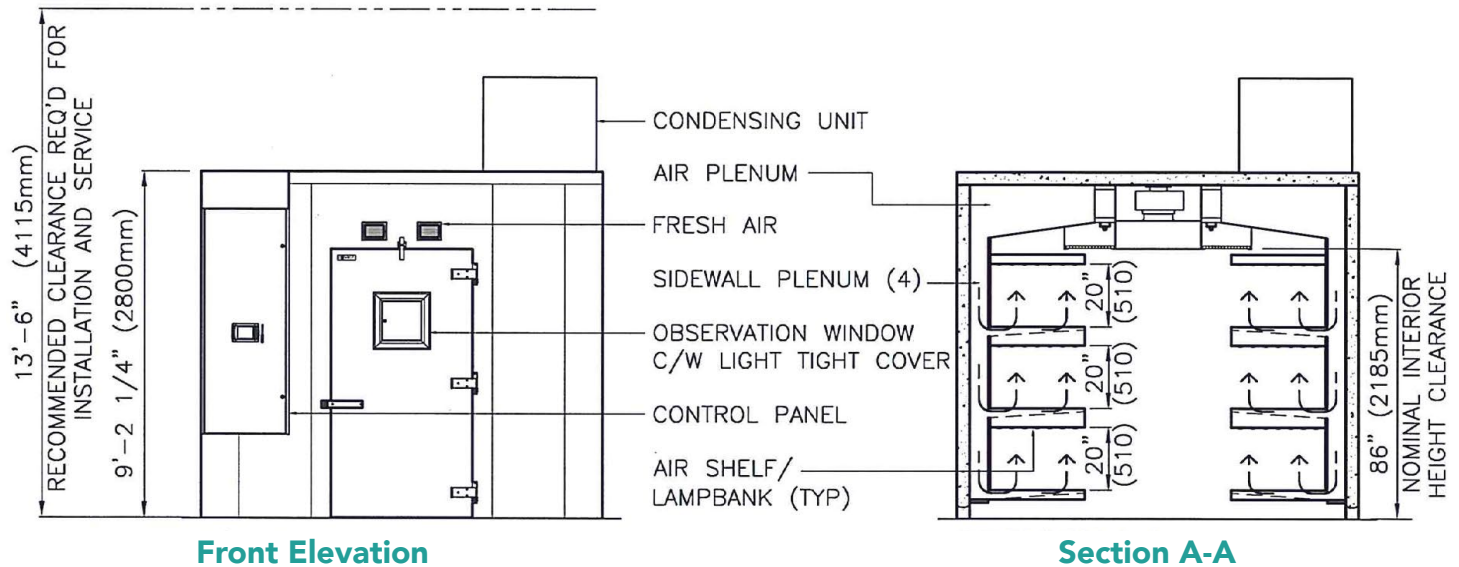 13'-6" (4115mm)
RECOMMENDED CLEARANCE REQ'D FOR
INSTALLATION AND SERVICE
9'-2 1/4" (2800mm)
CONDENSING UNIT
AIR PLENUM
FRESH AIR
SIDEWALL PLENUM (4)
OBSERVATION WINDOW
C/W LIGHT TIGHT COVER
CONTROL PANEL
AIR SHELF/
LAMPBANK (TYP)
20"
(510)
20"
(510)
20"
(510)
86" (2185mm)
NOMINAL INTERIOR
HEIGHT CLEARANCE
Front Elevation
Section A-A